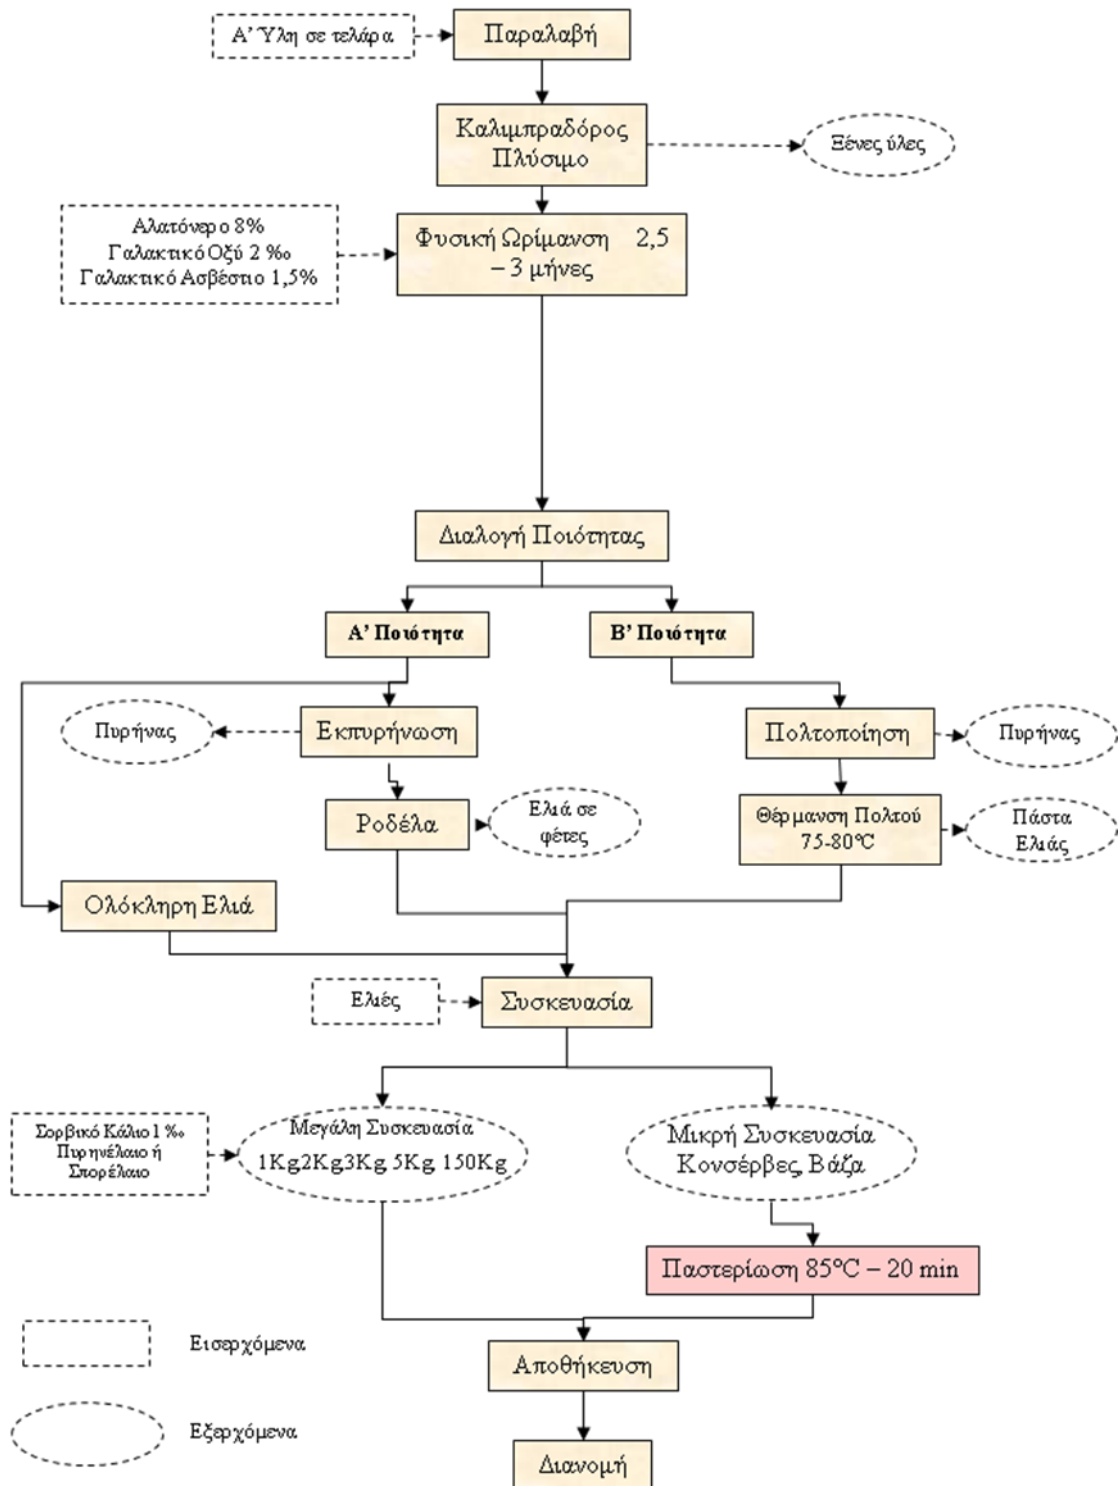 Α' Ύλη σε τελάρα
Παραλαβή
Καλιμπραδόρος
Πλύσιμο
Ξένες ύλες
Αλατόνερο 8%
Γαλακτικό Οξύ 2 ‰
Γαλακτικό Ασβέστιο 1,5%
Φυσική Ωρίμανση 2,5
– 3 μήνες
Διαλογή Ποιότητας
Α' Ποιότητα
Β' Ποιότητα
Πυρήνας
Εκπυρήνωση
Πολτοποίηση
Πυρήνας
Ροδέλα
Ελιά σε
φέτες
Θέρμανση Πολτού
75-80°C
Πάστα
Ελιάς
Ολόκληρη Ελιά
Ελιές
Συσκευασία
Σορβικό Κάλιο 1 ‰
Πυρηνέλαιο ή
Σπορέλαιο
Μεγάλη Συσκευασία
1Kg,2Kg,3Kg, 5Kg, 150Kg
Μικρή Συσκευασία
Κονσέρβες, Βάζα
Παστερίωση 85°C – 20 min
Εισερχόμενα
Αποθήκευση
Εξερχόμενα
Διανομή